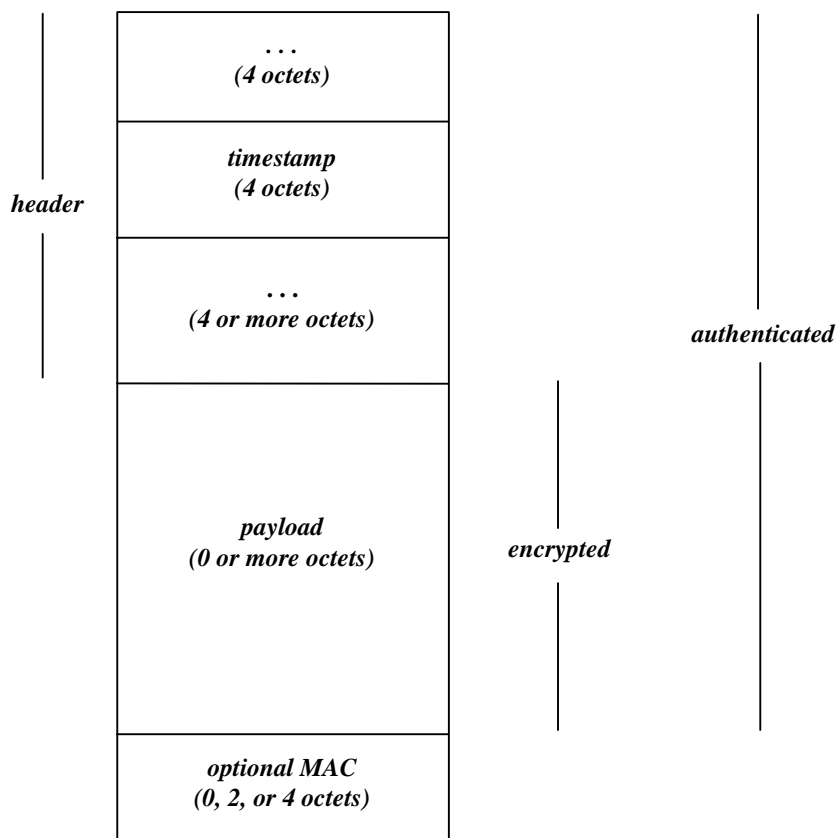 . . .
(4 octets)
timestamp
(4 octets)
header
. . .
(4 or more octets)
authenticated
payload
(0 or more octets)
encrypted
optional MAC
(0, 2, or 4 octets)